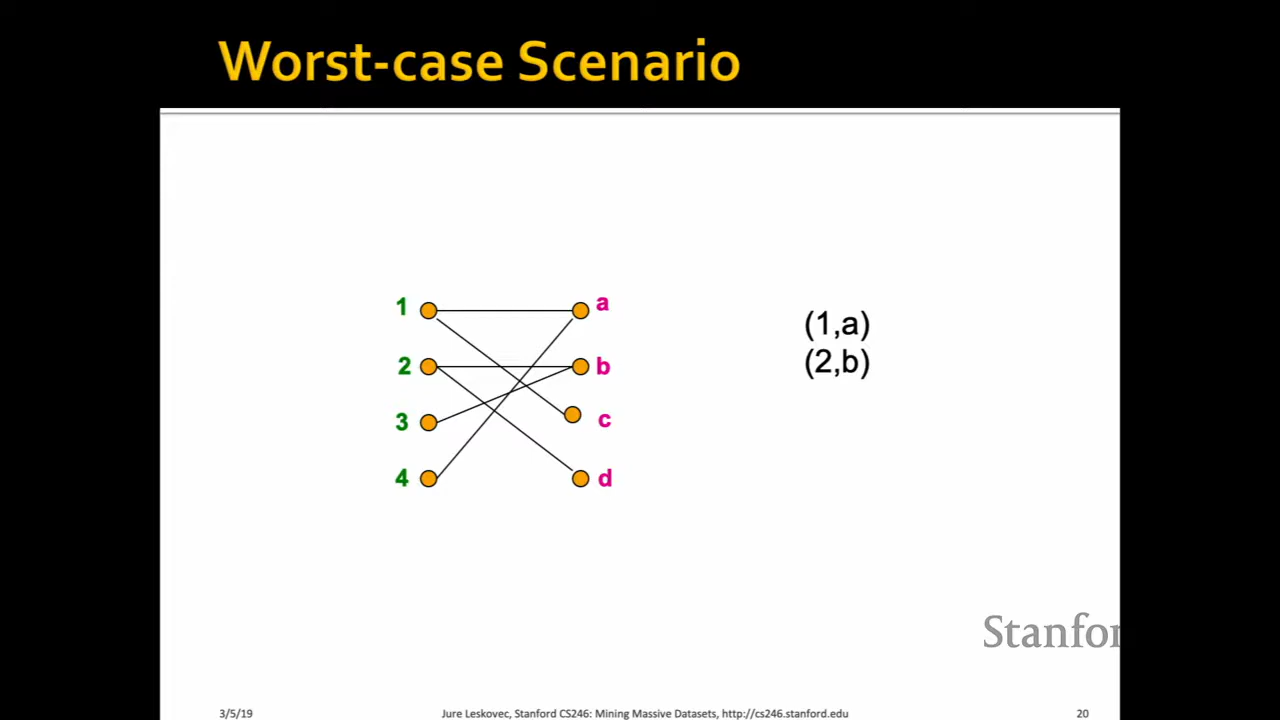 Worst-case Scenario
1
a
(1,a)
2
b
(2,b)
3
c
4
d
Stanfor
3/5/19
Jure Leskovec, Stanford CS246: Mining Massive Datasets, http://cs246.stanford.edu
20